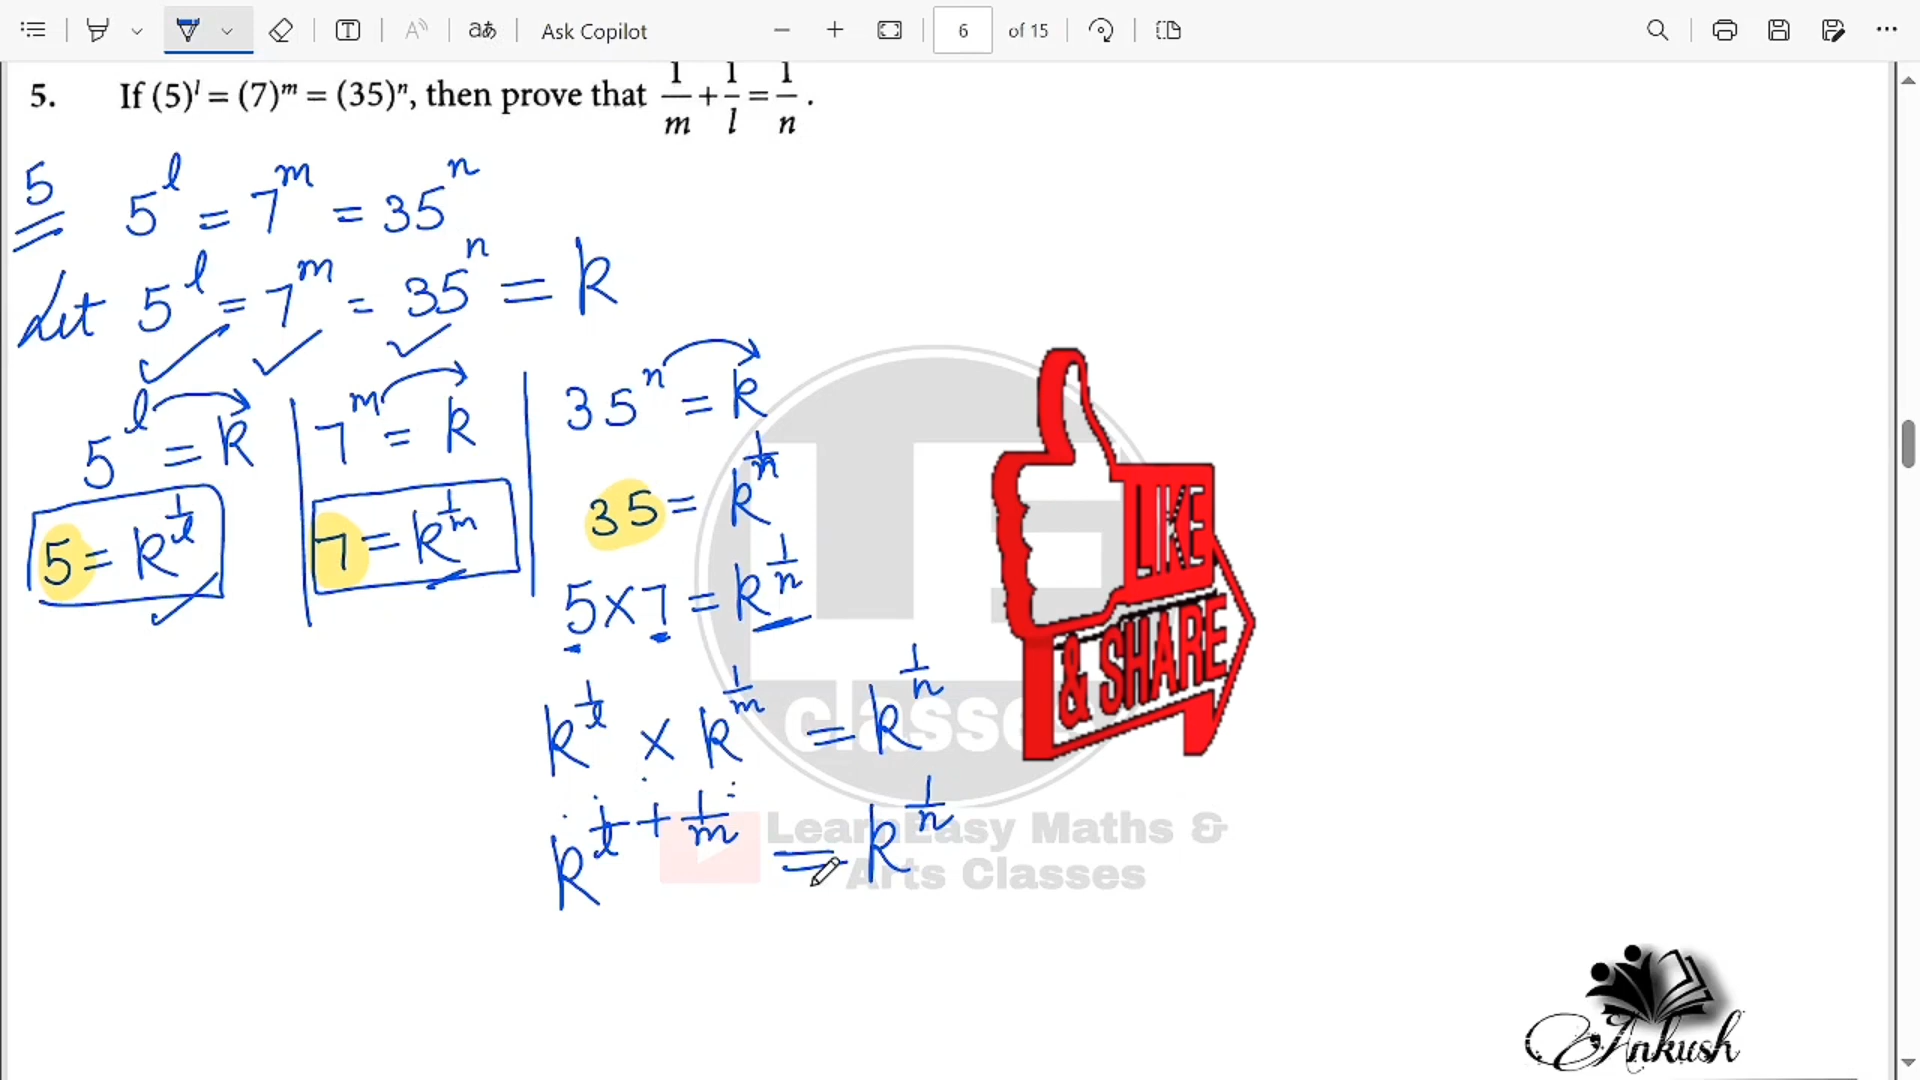 Ask Copilot 6 of 15
5. If (5)ˡ = (7)ᵐ = (35)ⁿ, then prove that 1/m + 1/l = 1/n .
5 5^l = 7^m = 35^n
Let 5^l = 7^m = 35^n = k
5^l = k 7^m = k 35^n = k
5 = k^(1/l) 7 = k^(1/m) 35 = k^(1/n)
5 × 7 = k^(1/n)
k^(1/l) × k^(1/m) = k^(1/n)
k^(1/l + 1/m) = k^(1/n)
LIKE
& SHARE
classes
LearnEasy Maths &
Arts Classes
Ankush